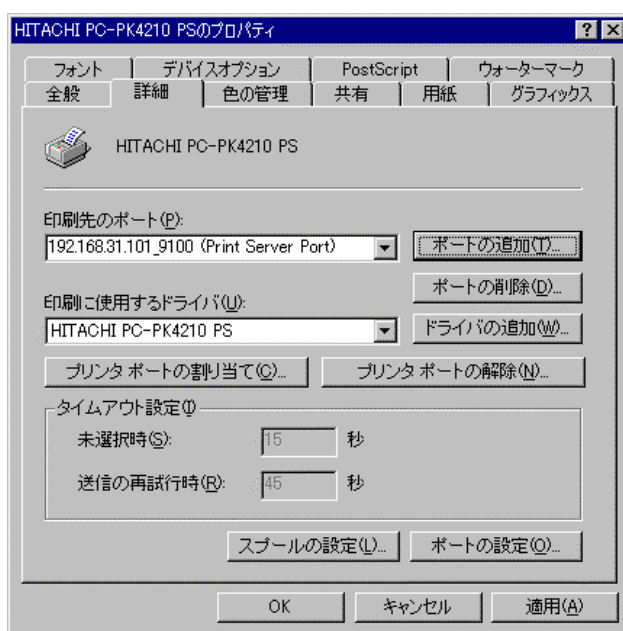 HITACHI PC-PK4210 PSのプロパティ
フォント デバイスオプション PostScript ウォーターマーク
全般 詳細 色の管理 共有 用紙 グラフィックス
HITACHI PC-PK4210 PS
印刷先のポート(P):
192.168.31.101_9100 (Print Server Port) ポートの追加(T)...
ポートの削除(D)...
印刷に使用するドライバ(U):
HITACHI PC-PK4210 PS ドライバの追加(W)...
プリンタ ポートの割り当て(C)... プリンタ ポートの解除(N)...
タイムアウト設定(I)
未選択時(S): 15 秒
送信の再試行時(R): 45 秒
スプールの設定(L)... ポートの設定(O)...
OK キャンセル 適用(A)